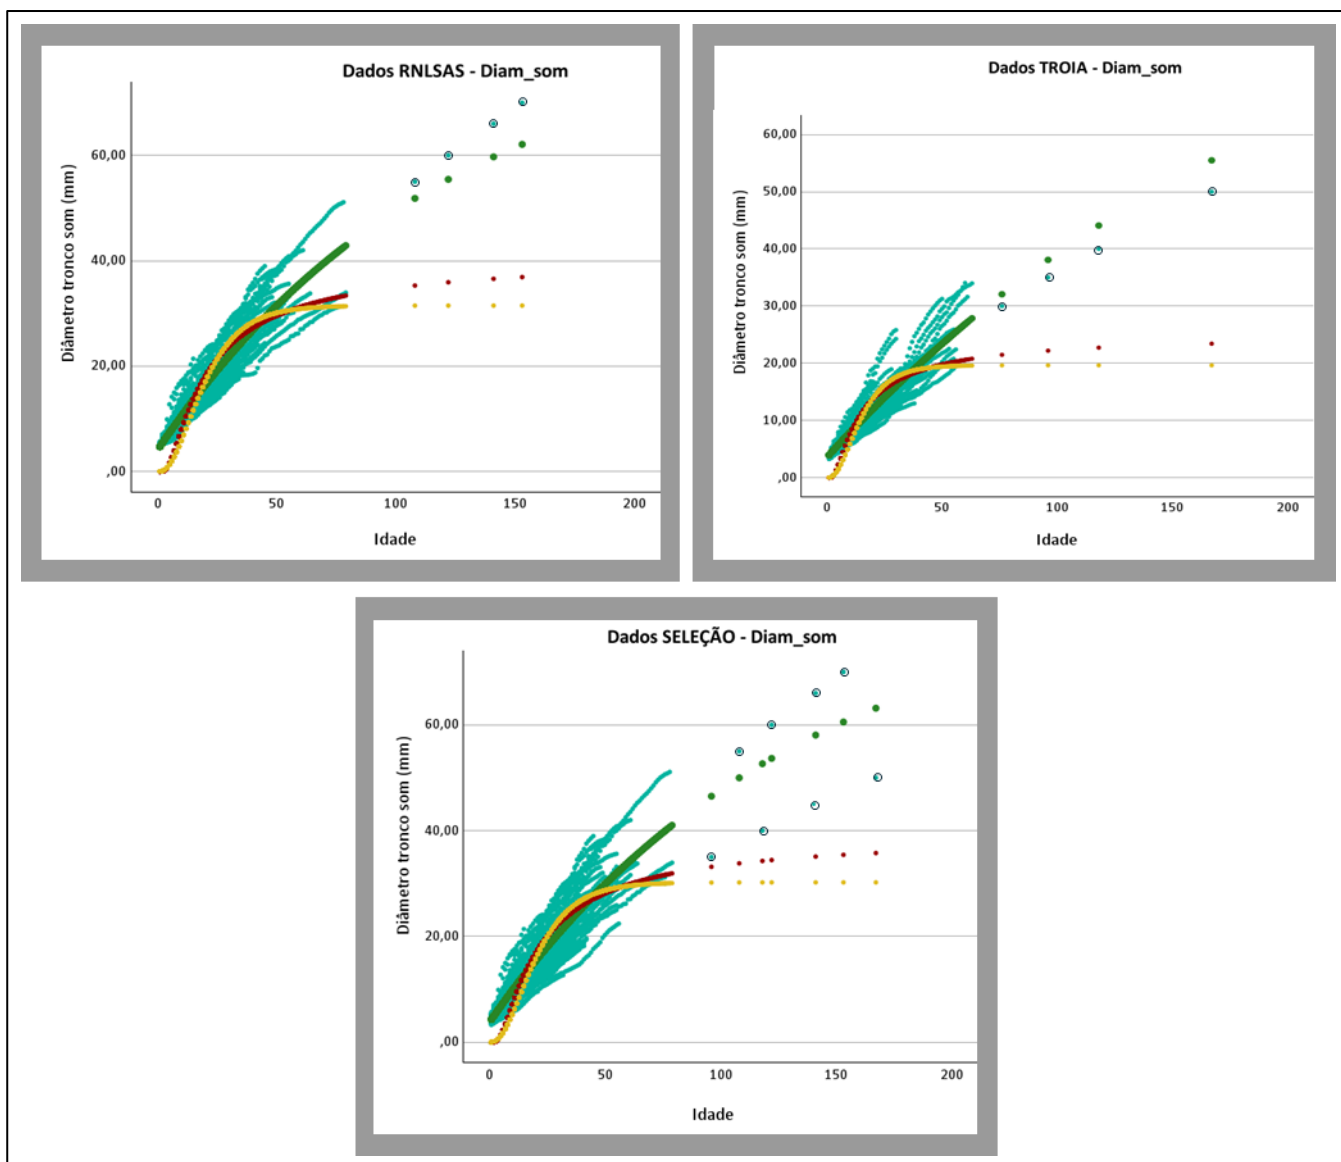 Dados RNLSAS - Diam_som
Diâmetro tronco som (mm)
60,00
40,00
20,00
,00
0 50 100 150 200
Idade
Dados TROIA - Diam_som
Diâmetro tronco som (mm)
60,00
50,00
40,00
30,00
20,00
10,00
,00
0 50 100 150 200
Idade
Dados SELEÇÃO - Diam_som
Diâmetro tronco som (mm)
60,00
40,00
20,00
,00
0 50 100 150 200
Idade